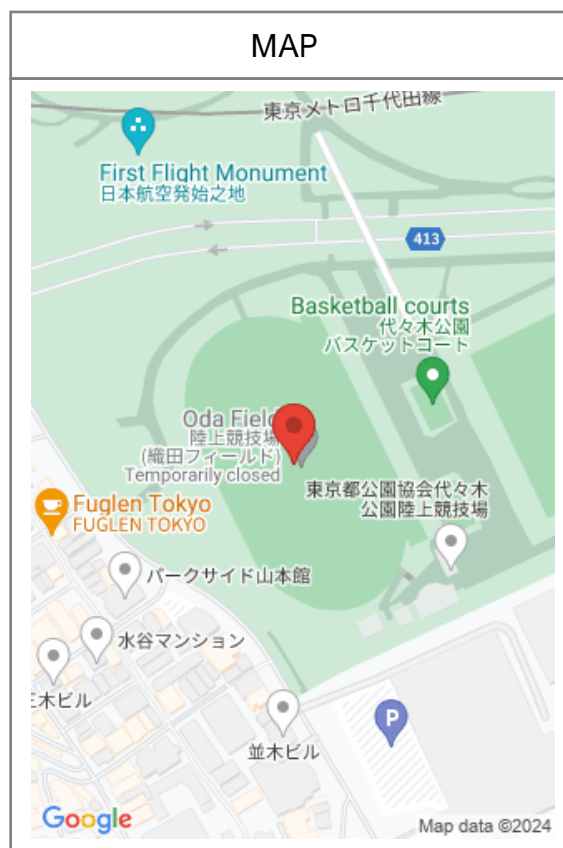 MAP
東京メトロ千代田線
First Flight Monument
日本航空発始之地
413
Basketball courts
代々木公園
バスケットコート
Oda Field
陸上競技場
(織田フィールド)
Temporarily closed
東京都公園協会代々木
公園陸上競技場
Fuglen Tokyo
FUGLEN TOKYO
パークサイド山本館
水谷マンション
三木ビル
並木ビル
P
Google
Map data ©2024